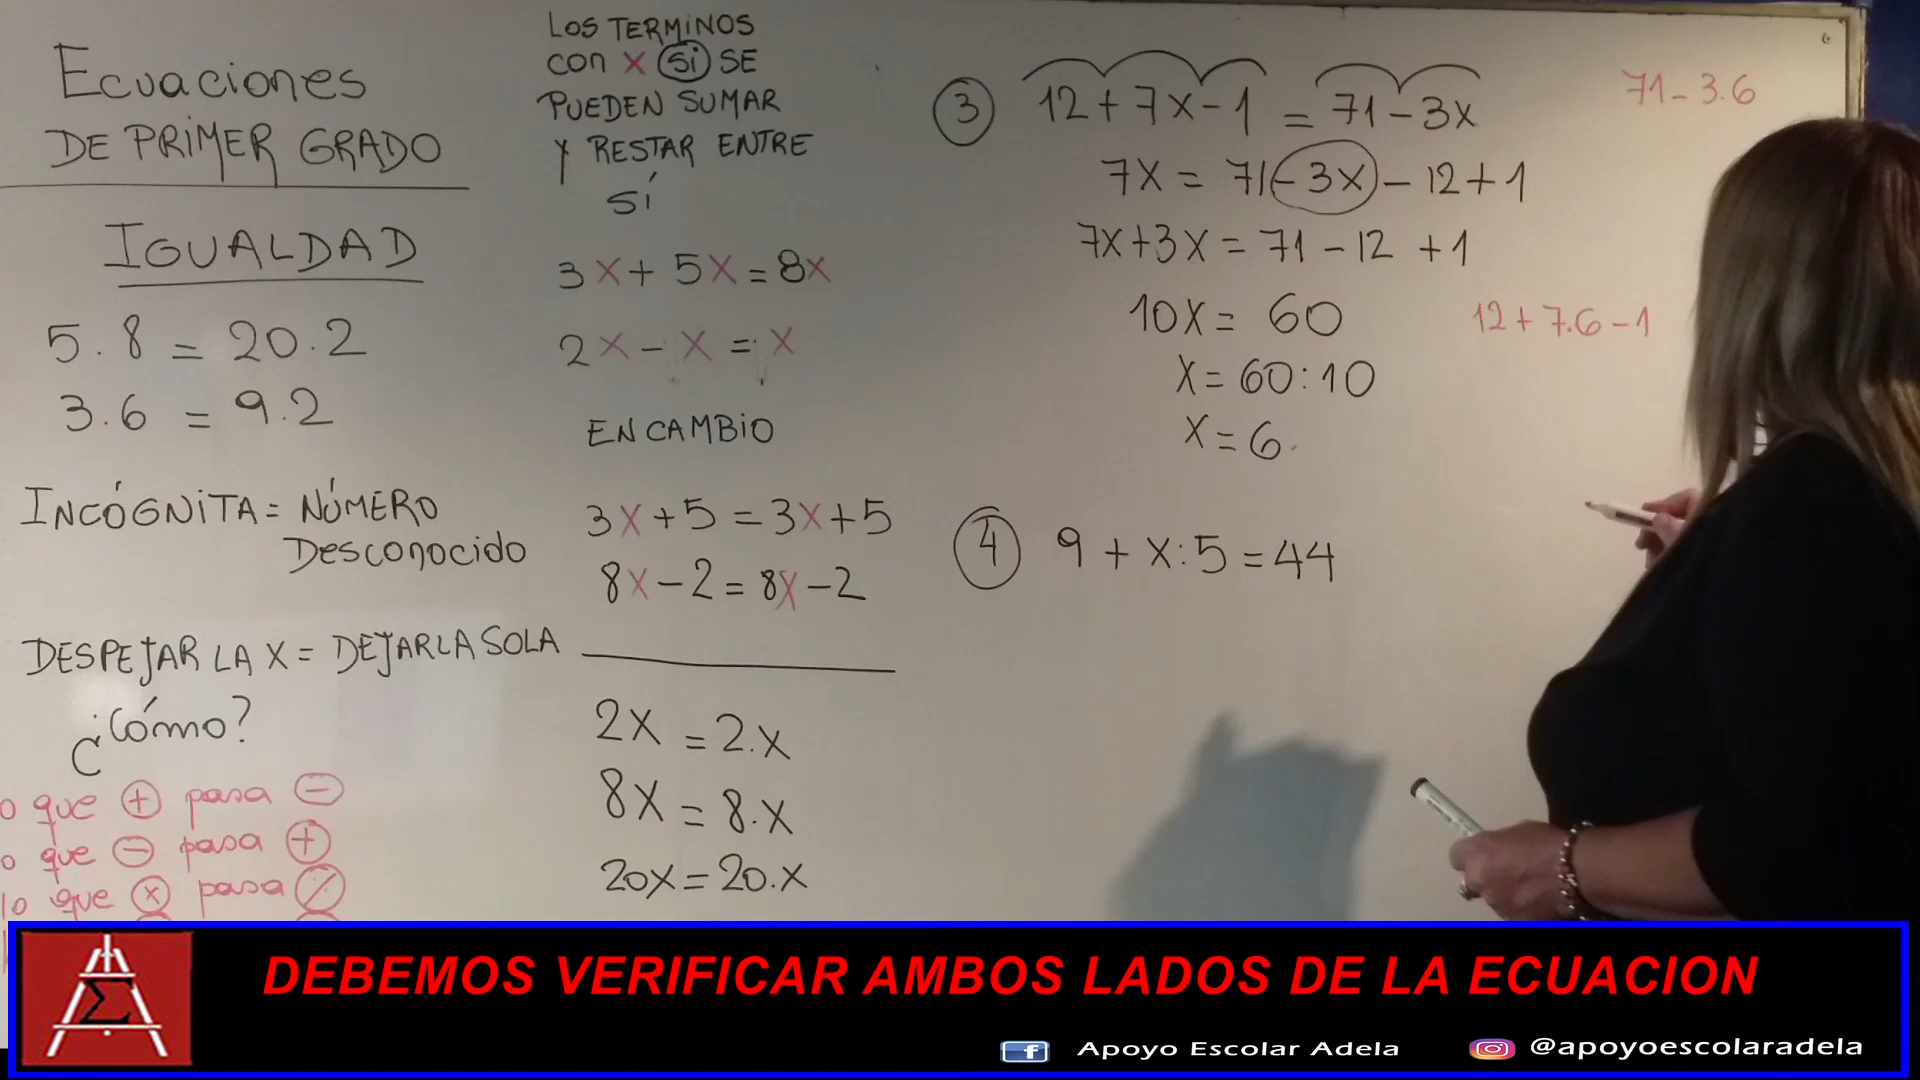 Ecuaciones
DE PRIMER GRADO
IGUALDAD
5.8 = 20.2
3.6 = 9.2
INCÓGNITA = NÚMERO
Desconocido
DESPEJAR LA X = DEJARLA SOLA
¿Cómo?
o que + pasa -
o que - pasa +
lo que x pasa /
LOS TERMINOS
con X SI SE
PUEDEN SUMAR
Y RESTAR ENTRE
SÍ
3X + 5X = 8X
2X - X = X
EN CAMBIO
3X + 5 = 3X + 5
8X - 2 = 8X - 2
2X = 2.X
8X = 8.X
20X = 20.X
3 12 + 7X - 1 = 71 - 3X
7X = 71 - 3X - 12 + 1
7X + 3X = 71 - 12 + 1
10X = 60
X = 60:10
X = 6
71 - 3.6
12 + 7.6 - 1
4 9 + X:5 = 44
DEBEMOS VERIFICAR AMBOS LADOS DE LA ECUACION
f Apoyo Escolar Adela @apoyoescolaradela